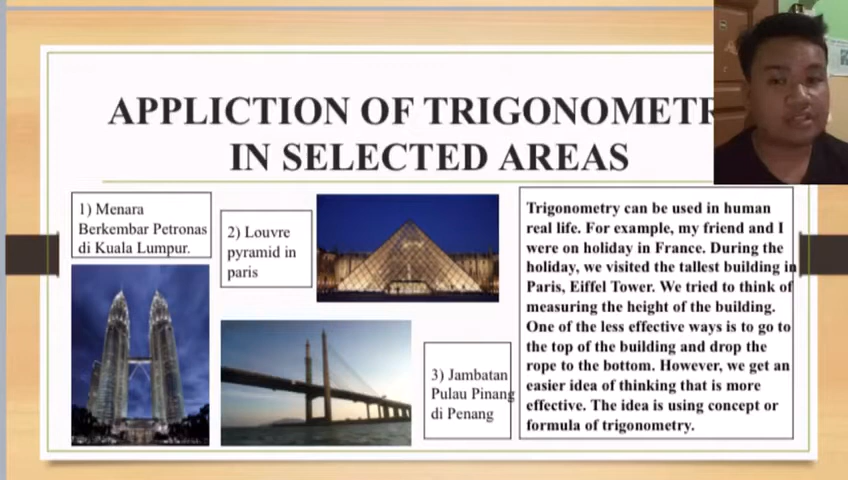 APPLICTION OF TRIGONOMETR
IN SELECTED AREAS
1) Menara
Berkembar Petronas
di Kuala Lumpur.
2) Louvre
pyramid in
paris
3) Jambatan
Pulau Pinang
di Penang
Trigonometry can be used in human
real life. For example, my friend and I
were on holiday in France. During the
holiday, we visited the tallest building in
Paris, Eiffel Tower. We tried to think of
measuring the height of the building.
One of the less effective ways is to go to
the top of the building and drop the
rope to the bottom. However, we get an
easier idea of thinking that is more
effective. The idea is using concept or
formula of trigonometry.